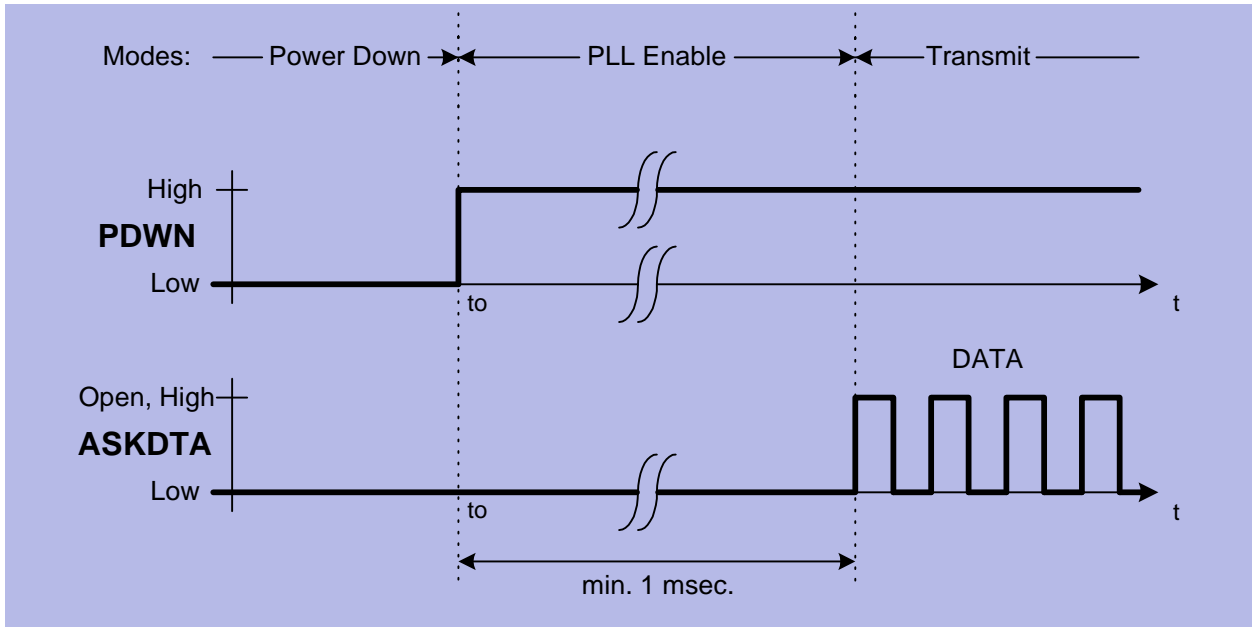 Modes: Power Down PLL Enable Transmit
High
PDWN
Low
to
t
DATA
Open, High
ASKDTA
Low
to
t
min. 1 msec.